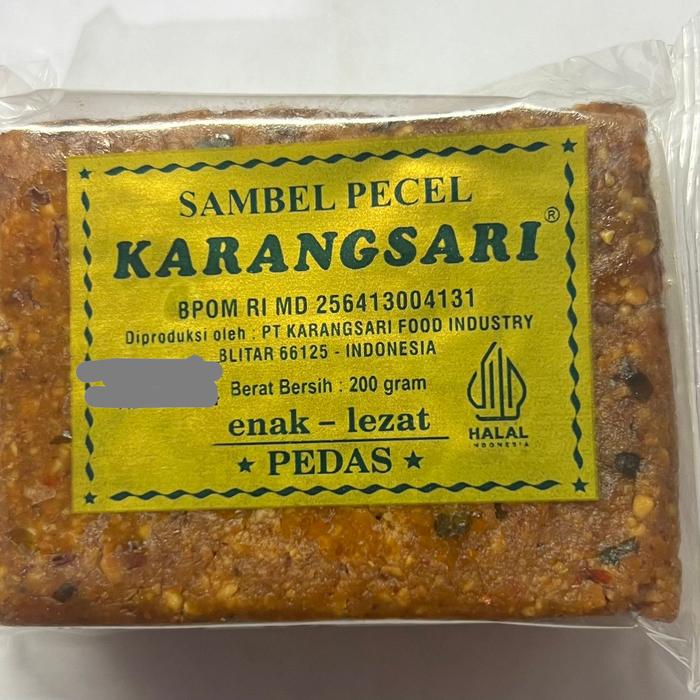 SAMBEL PECEL
KARANGSARI®
BPOM RI MD 256413004131
Diproduksi oleh : PT KARANGSARI FOOD INDUSTRY
BLITAR 66125 - INDONESIA
Berat Bersih : 200 gram
enak – lezat
★ PEDAS ★
HALAL
INDONESIA